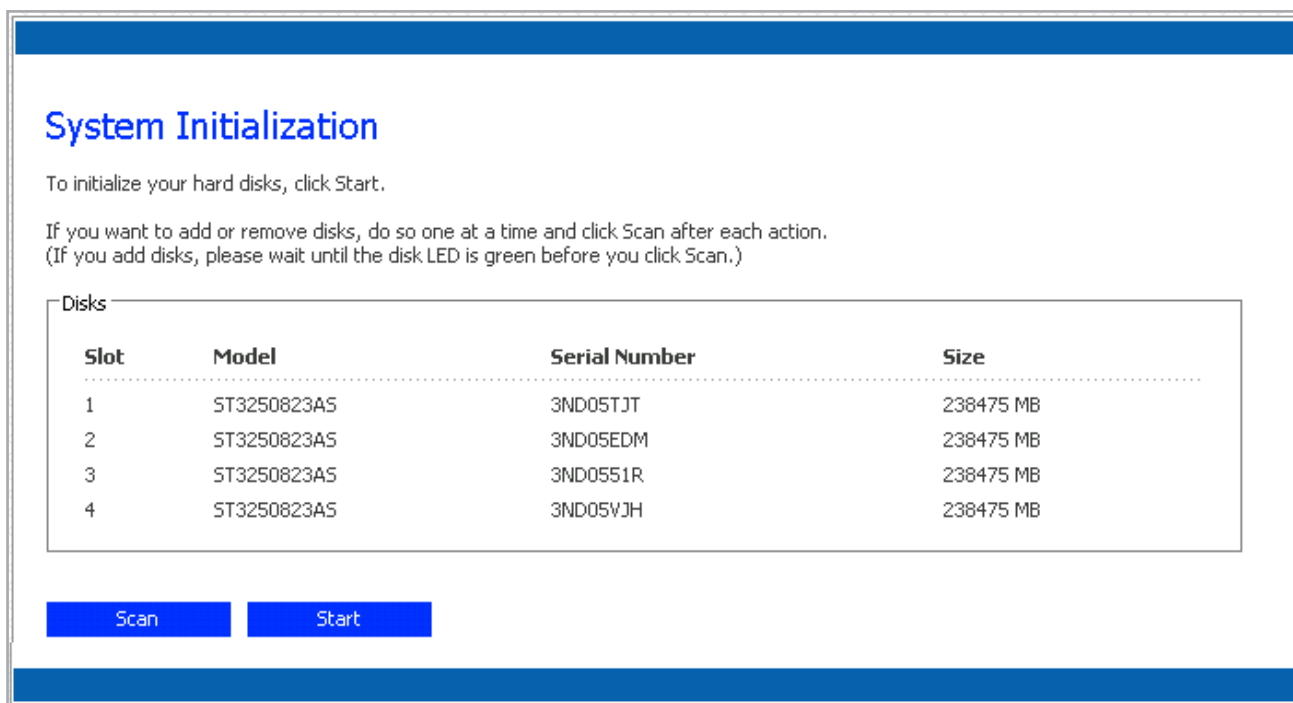 System Initialization
To initialize your hard disks, click Start.
If you want to add or remove disks, do so one at a time and click Scan after each action.
(If you add disks, please wait until the disk LED is green before you click Scan.)
Disks
Slot Model Serial Number Size
1 ST3250823AS 3ND05TJT 238475 MB
2 ST3250823AS 3ND05EDM 238475 MB
3 ST3250823AS 3ND0551R 238475 MB
4 ST3250823AS 3ND05VJH 238475 MB
Scan Start